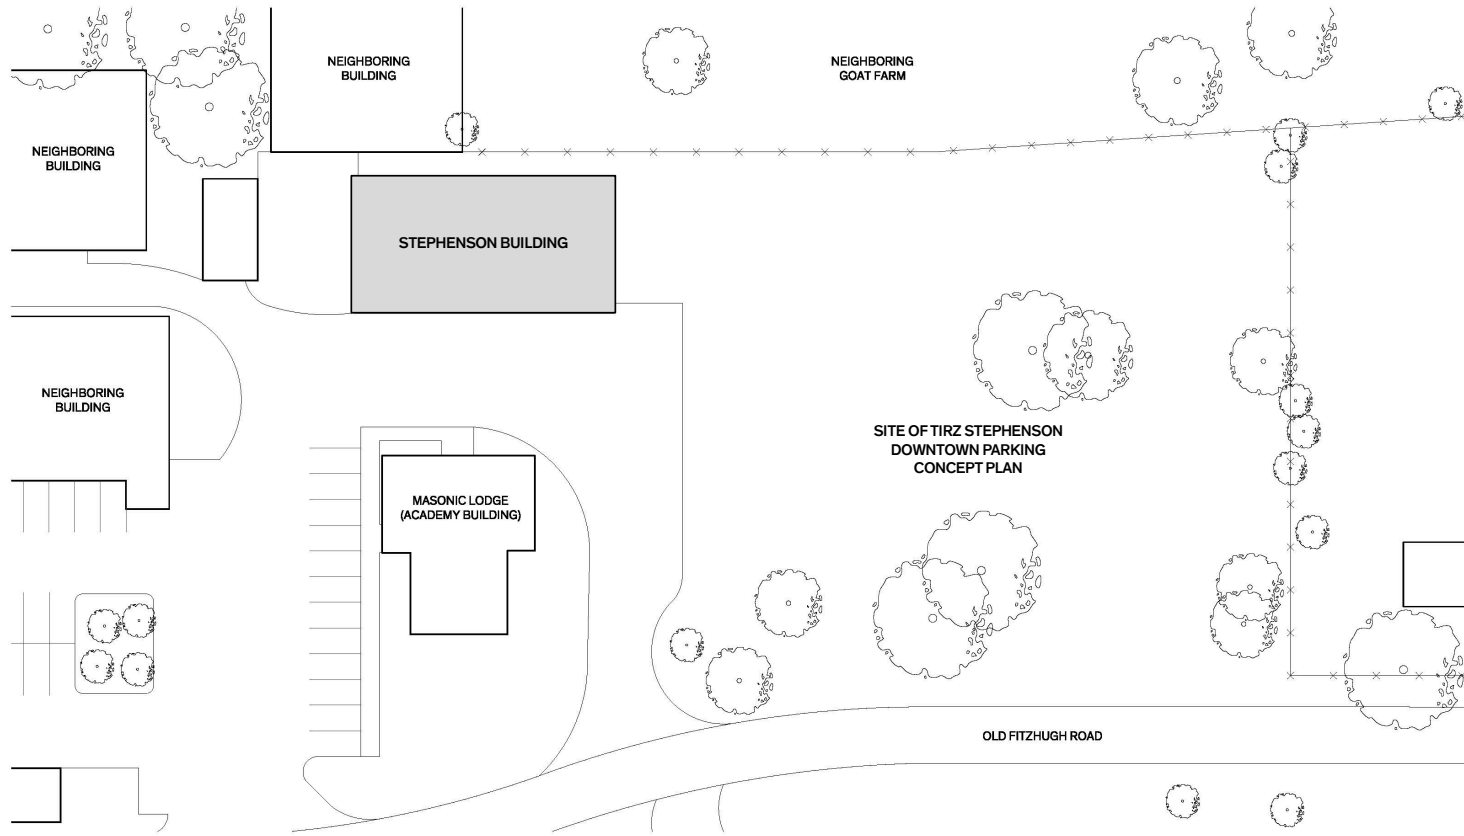 NEIGHBORING
BUILDING
NEIGHBORING
GOAT FARM
NEIGHBORING
BUILDING
STEPHENSON BUILDING
NEIGHBORING
BUILDING
SITE OF TIRZ STEPHENSON
DOWNTOWN PARKING
CONCEPT PLAN
MASONIC LODGE
(ACADEMY BUILDING)
OLD FITZHUGH ROAD